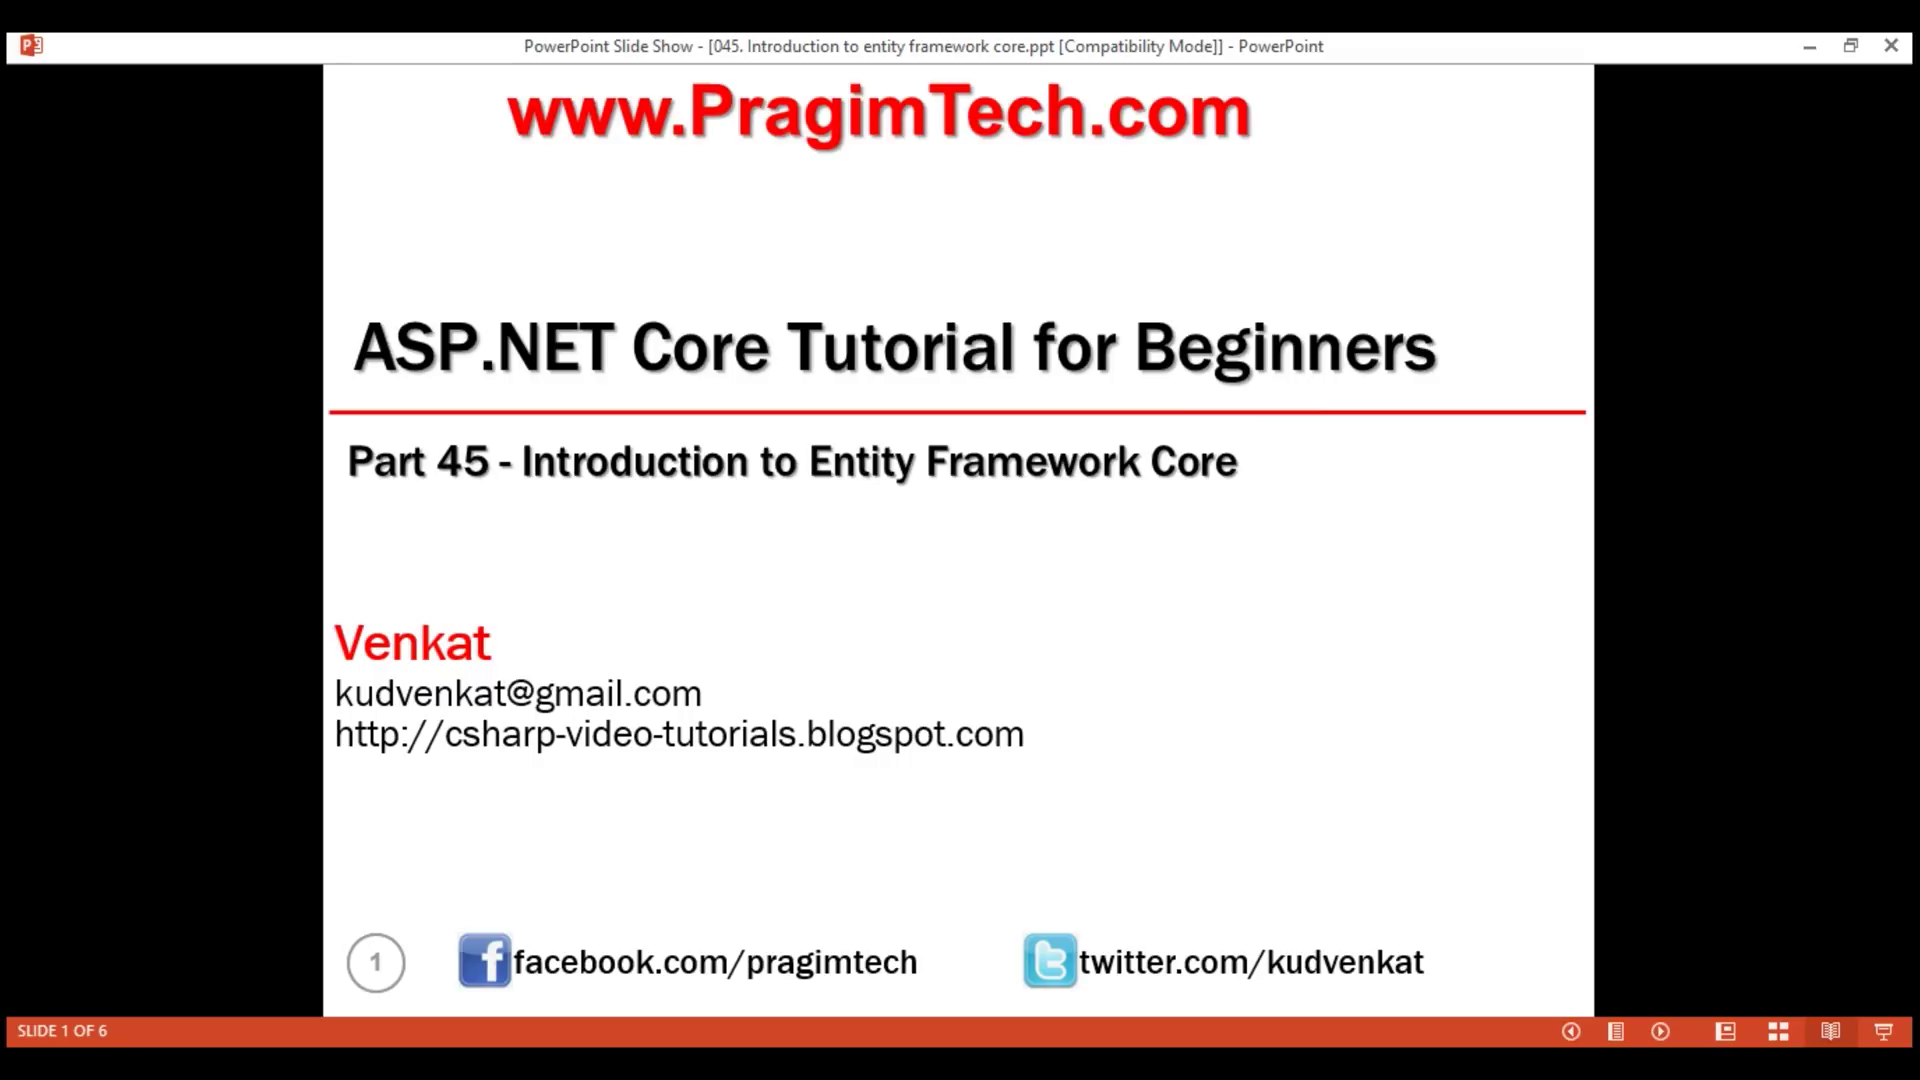 PowerPoint Slide Show - [045. Introduction to entity framework core.ppt [Compatibility Mode]] - PowerPoint
www.PragimTech.com
ASP.NET Core Tutorial for Beginners
Part 45 - Introduction to Entity Framework Core
Venkat
kudvenkat@gmail.com
http://csharp-video-tutorials.blogspot.com
1 facebook.com/pragimtech twitter.com/kudvenkat
SLIDE 1 OF 6